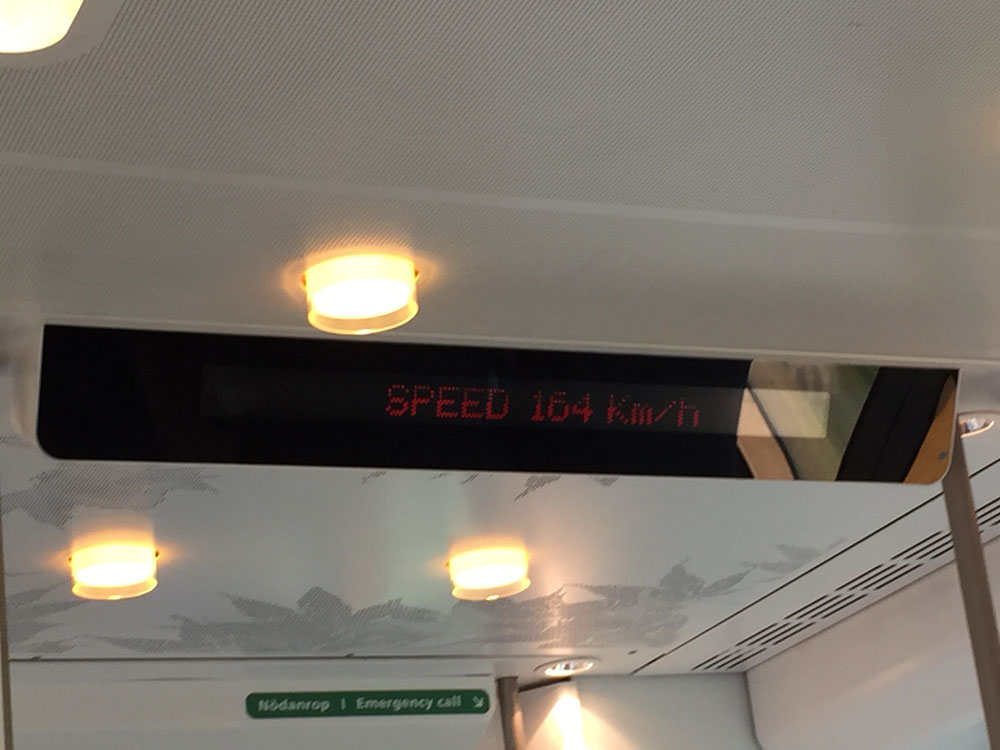 SPEED 164 Km/h
Nödanrop | Emergency call ↘